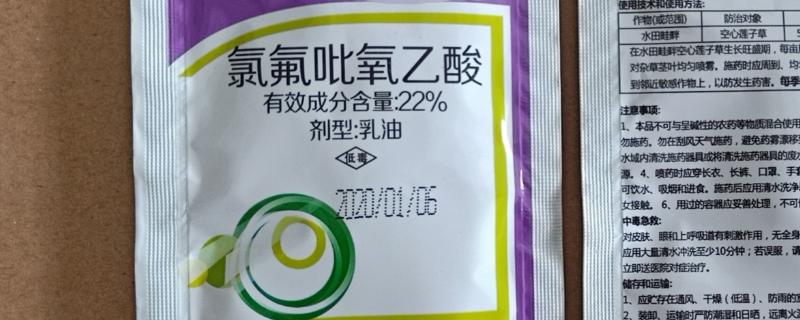 氯氟吡氧乙酸
有效成分含量:22%
剂型:乳油
低毒
2020/01/06
使用技术和使用方法:
作物(或范围) 防治对象
水田畦畔 空心莲子草
在水田畦畔空心莲子草生长旺盛期，每亩
对杂草茎叶均匀喷雾。施药时应周到、均
到邻近敏感作物上，以防发生药害。每季
注意事项:
1、本品不可与呈碱性的农药等物质混合使用
勿施药。勿在刮风天气施药，避免药雾漂移
水域内清洗施药器具或将清洗施药器具的废
源。4、喷药时应穿长衣、长裤、口罩、手套
可饮水、吸烟和进食。施药后应用清水洗净
女接触。 6、用过的容器应妥善处理，不可
中毒急救:
对皮肤、眼和上呼吸道有刺激作用，无全身
应用大量清水冲洗至少10分钟；若误服，请
立即送医院对症治疗。
储存和运输:
1、应贮存在通风、干燥（低温）、防雨的
2、装卸、运输时严防潮湿和日晒，远离火